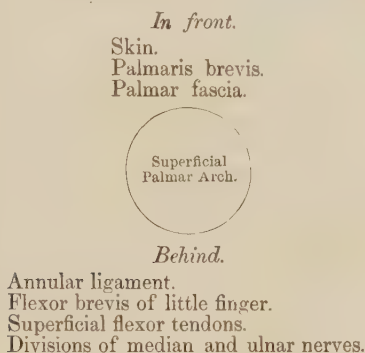 In front.
Skin.
Palmaris brevis.
Palmar fascia.
Superficial
Palmar Arch.
Behind.
Annular ligament.
Flexor brevis of little finger.
Superficial flexor tendons.
Divisions of median and ulnar nerves.